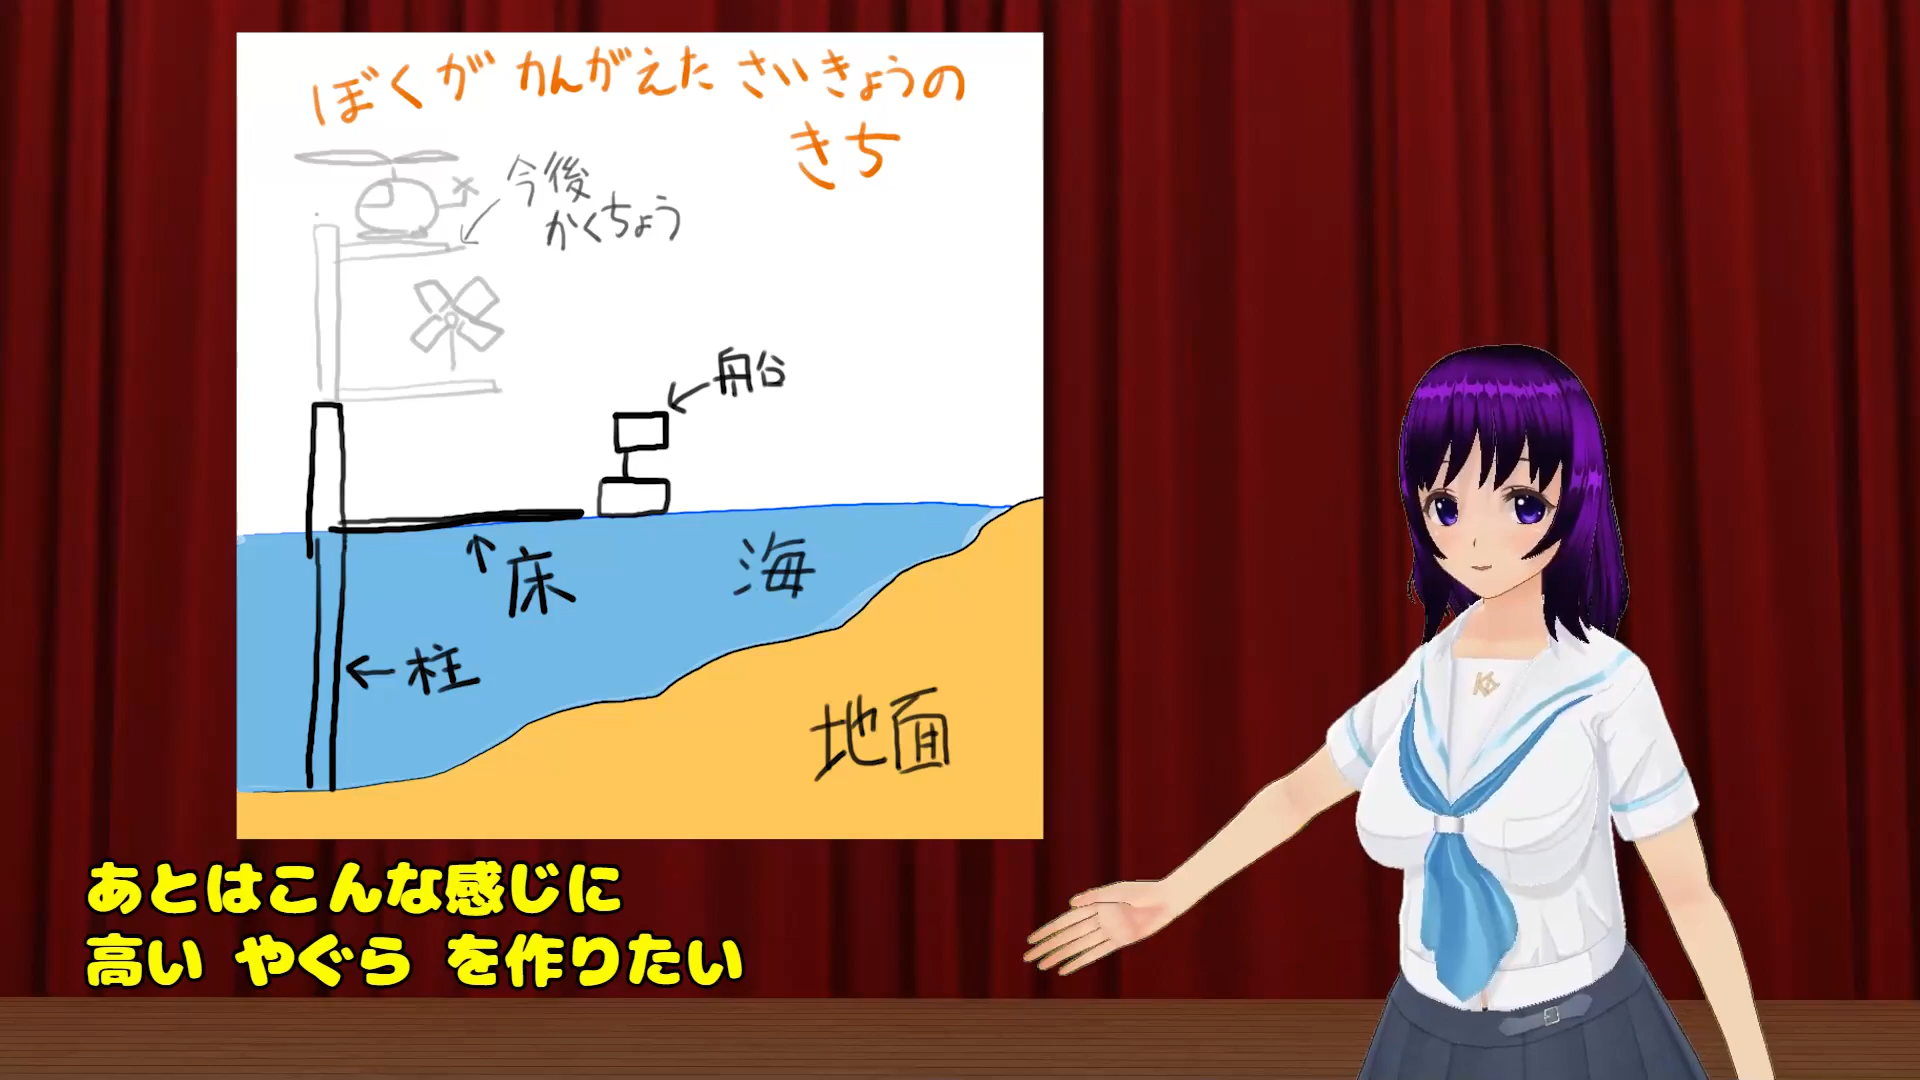 ぼくが かんがえた さいきょうの
きち
今後
かくちょう
船
床
海
柱
地面
あとはこんな感じに
高い やぐら を作りたい